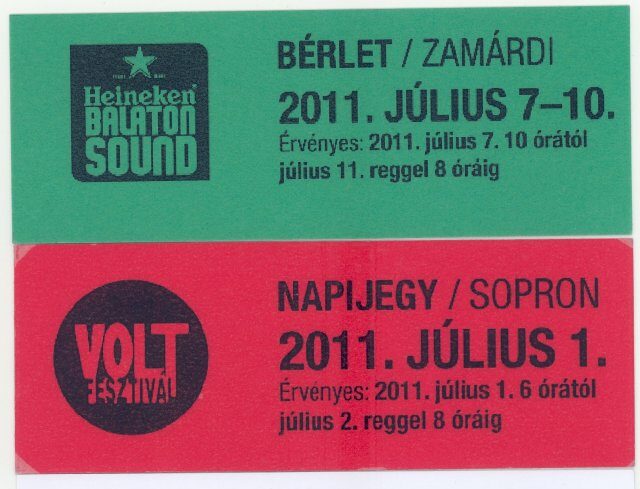 Heineken
BALATON
SOUND
BÉRLET / ZAMÁRDI
2011. JÚLIUS 7–10.
Érvényes: 2011. július 7. 10 órától
július 11. reggel 8 óráig
VOLT
FESZTIVÁL
NAPIJEGY / SOPRON
2011. JÚLIUS 1.
Érvényes: 2011. július 1. 6 órától
július 2. reggel 8 óráig